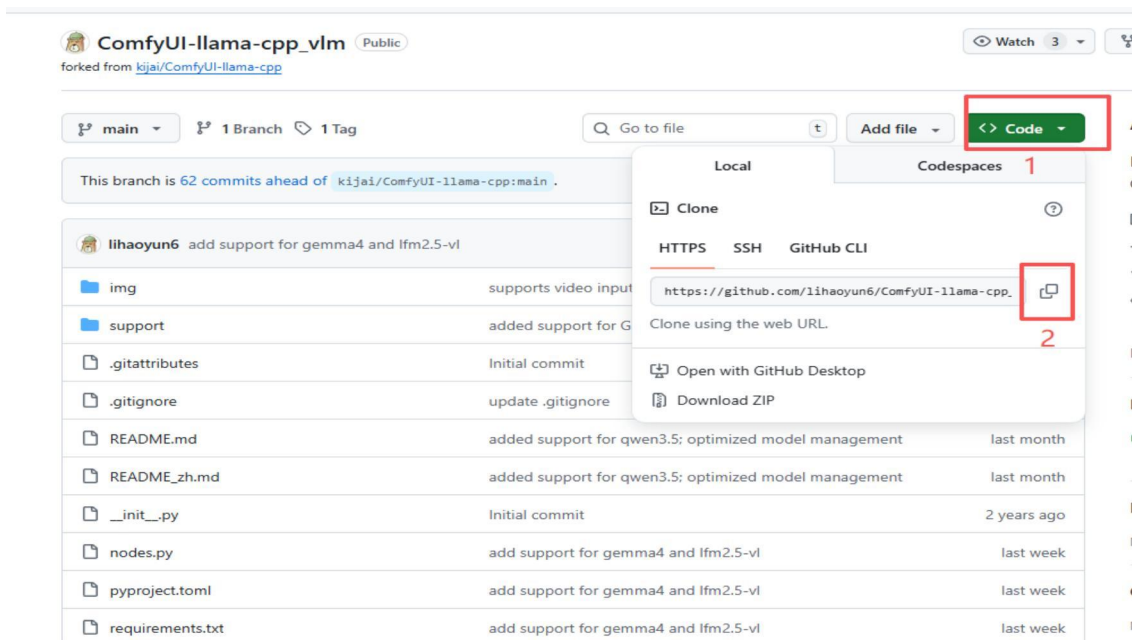 ComfyUI-llama-cpp_vlm Public
Watch 3
forked from kijai/ComfyUI-llama-cpp
main 1 Branch 1 Tag
Go to file t
Add file
<> Code
1
This branch is 62 commits ahead of kijai/ComfyUI-llama-cpp:main .
Local Codespaces
Clone
HTTPS SSH GitHub CLI
https://github.com/lihaoyun6/ComfyUI-llama-cpp_
2
Clone using the web URL.
Open with GitHub Desktop
Download ZIP
lihaoyun6 add support for gemma4 and lfm2.5-vl
img supports video input
support added support for G
.gitattributes Initial commit
.gitignore update .gitignore
README.md added support for qwen3.5; optimized model management last month
README_zh.md added support for qwen3.5; optimized model management last month
__init__.py Initial commit 2 years ago
nodes.py add support for gemma4 and lfm2.5-vl last week
pyproject.toml add support for gemma4 and lfm2.5-vl last week
requirements.txt add support for gemma4 and lfm2.5-vl last week